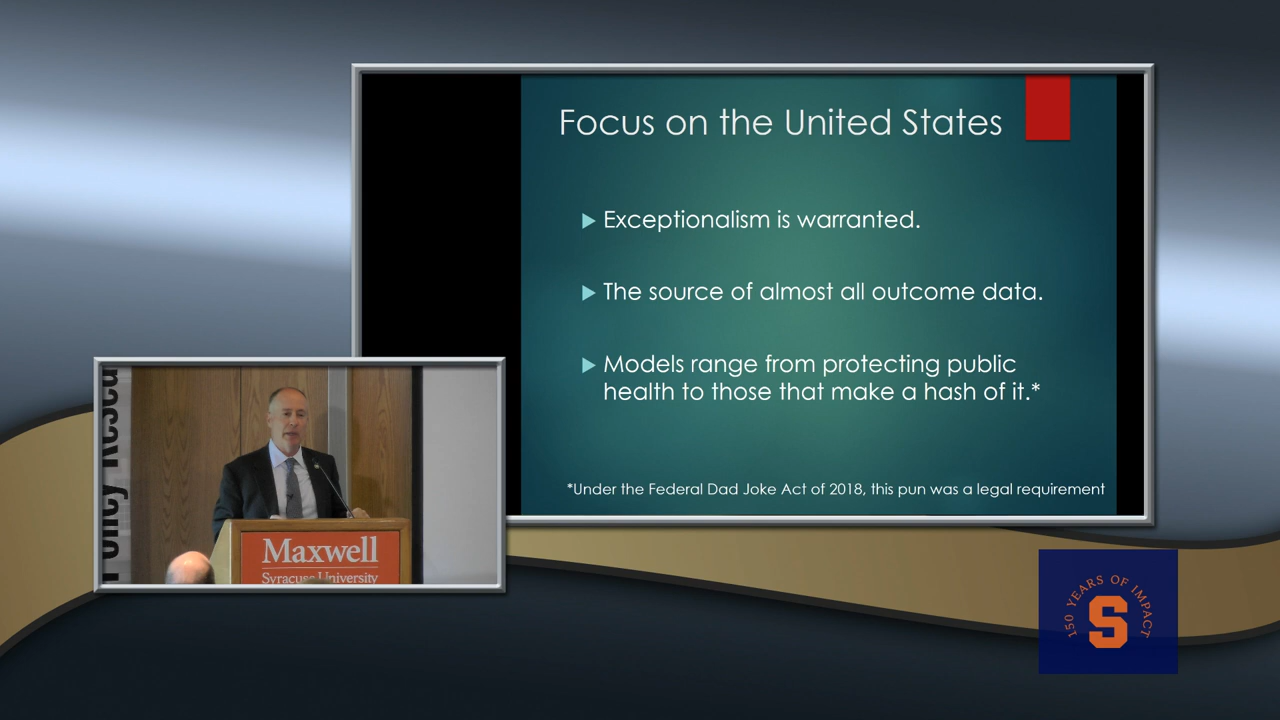 Focus on the United States
Exceptionalism is warranted.
The source of almost all outcome data.
Models range from protecting public
health to those that make a hash of it.*
*Under the Federal Dad Joke Act of 2018, this pun was a legal requirement
Maxwell
Syracuse University
150 YEARS OF IMPACT
S